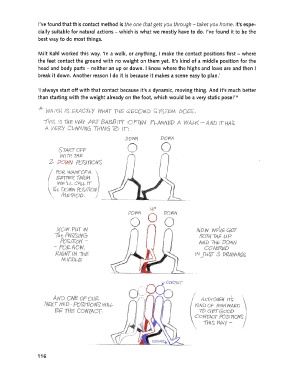 I've found that this contact method is the one that gets you through – takes you home. It's espe-
cially suitable for natural actions – which is what we mostly have to do. I've found it to be the
best way to do most things.
Milt Kahl worked this way. 'In a walk, or anything, I make the contact positions first – where
the feet contact the ground with no weight on them yet. It's kind of a middle position for the
head and body parts – neither an up or down. I know where the highs and lows are and then I
break it down. Another reason I do it is because it makes a scene easy to plan.'
'I always start off with that contact because it's a dynamic, moving thing. And it's much better
than starting with the weight already on the foot, which would be a very static pose!'*
* WHICH IS EXACTLY WHAT THE SECOND SYSTEM DOES.
THIS IS THE WAY ART BABBITT OFTEN PLANNED A WALK – AND IT HAS
A VERY CUNNING THING TO IT:
DOWN DOWN
START OFF
WITH THE
2 DOWN POSITIONS
(FOR WANT OF A
BETTER TERM
WE'LL CALL IT
THE DOWN POSITION
METHOD.)
UP
DOWN DOWN
NOW PUT IN
THE PASSING
POSITION –
– FOR NOW,
RIGHT IN THE
MIDDLE
NOW WE'VE GOT
BOTH THE UP
AND THE DOWN
COVERED
IN JUST 3 DRAWINGS
CONTACT
AND ONE OF OUR
NEXT MID-POSITIONS WILL
BE THE CONTACT
(ALTHOUGH IT'S
KIND OF AWKWARD
TO GET GOOD
CONTACT POSITIONS
THIS WAY –)
116